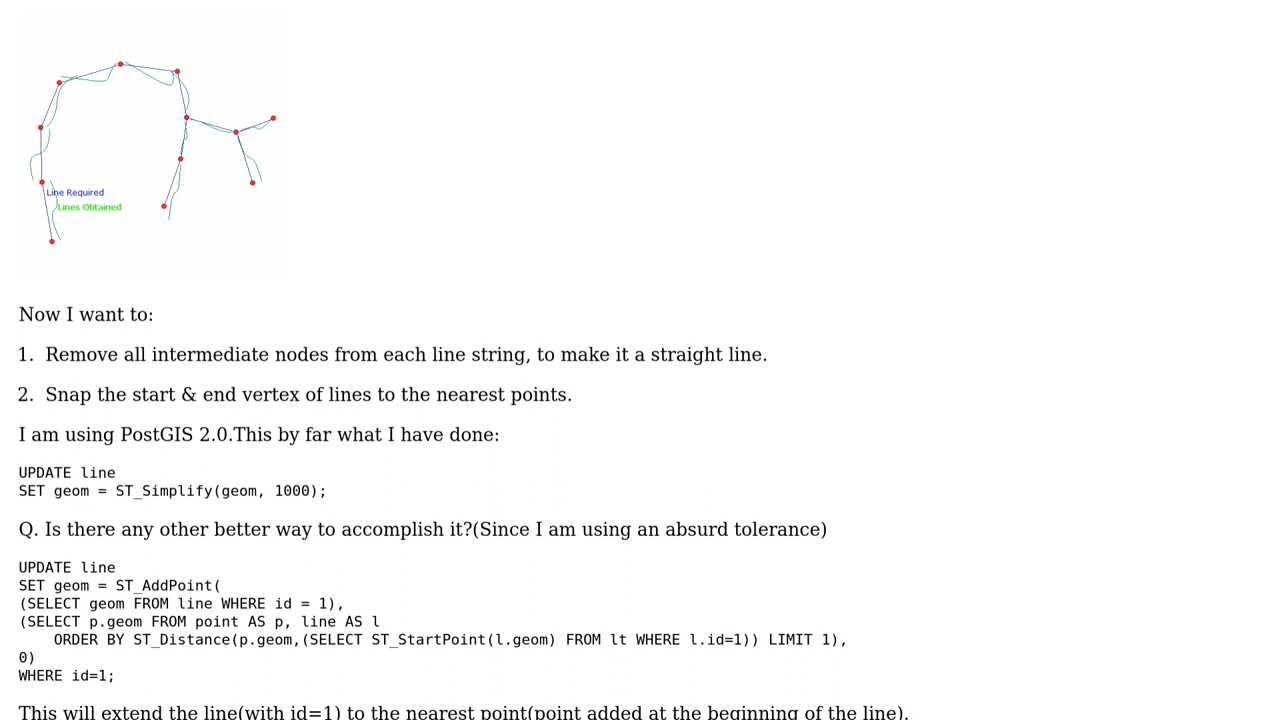 Line Required
Lines Obtained
Now I want to:
1. Remove all intermediate nodes from each line string, to make it a straight line.
2. Snap the start & end vertex of lines to the nearest points.
I am using PostGIS 2.0.This by far what I have done:
UPDATE line
SET geom = ST_Simplify(geom, 1000);
Q. Is there any other better way to accomplish it?(Since I am using an absurd tolerance)
UPDATE line
SET geom = ST_AddPoint(
(SELECT geom FROM line WHERE id = 1),
(SELECT p.geom FROM point AS p, line AS l
    ORDER BY ST_Distance(p.geom,(SELECT ST_StartPoint(l.geom) FROM lt WHERE l.id=1)) LIMIT 1),
0)
WHERE id=1;
This will extend the line(with id=1) to the nearest point(point added at the beginning of the line).